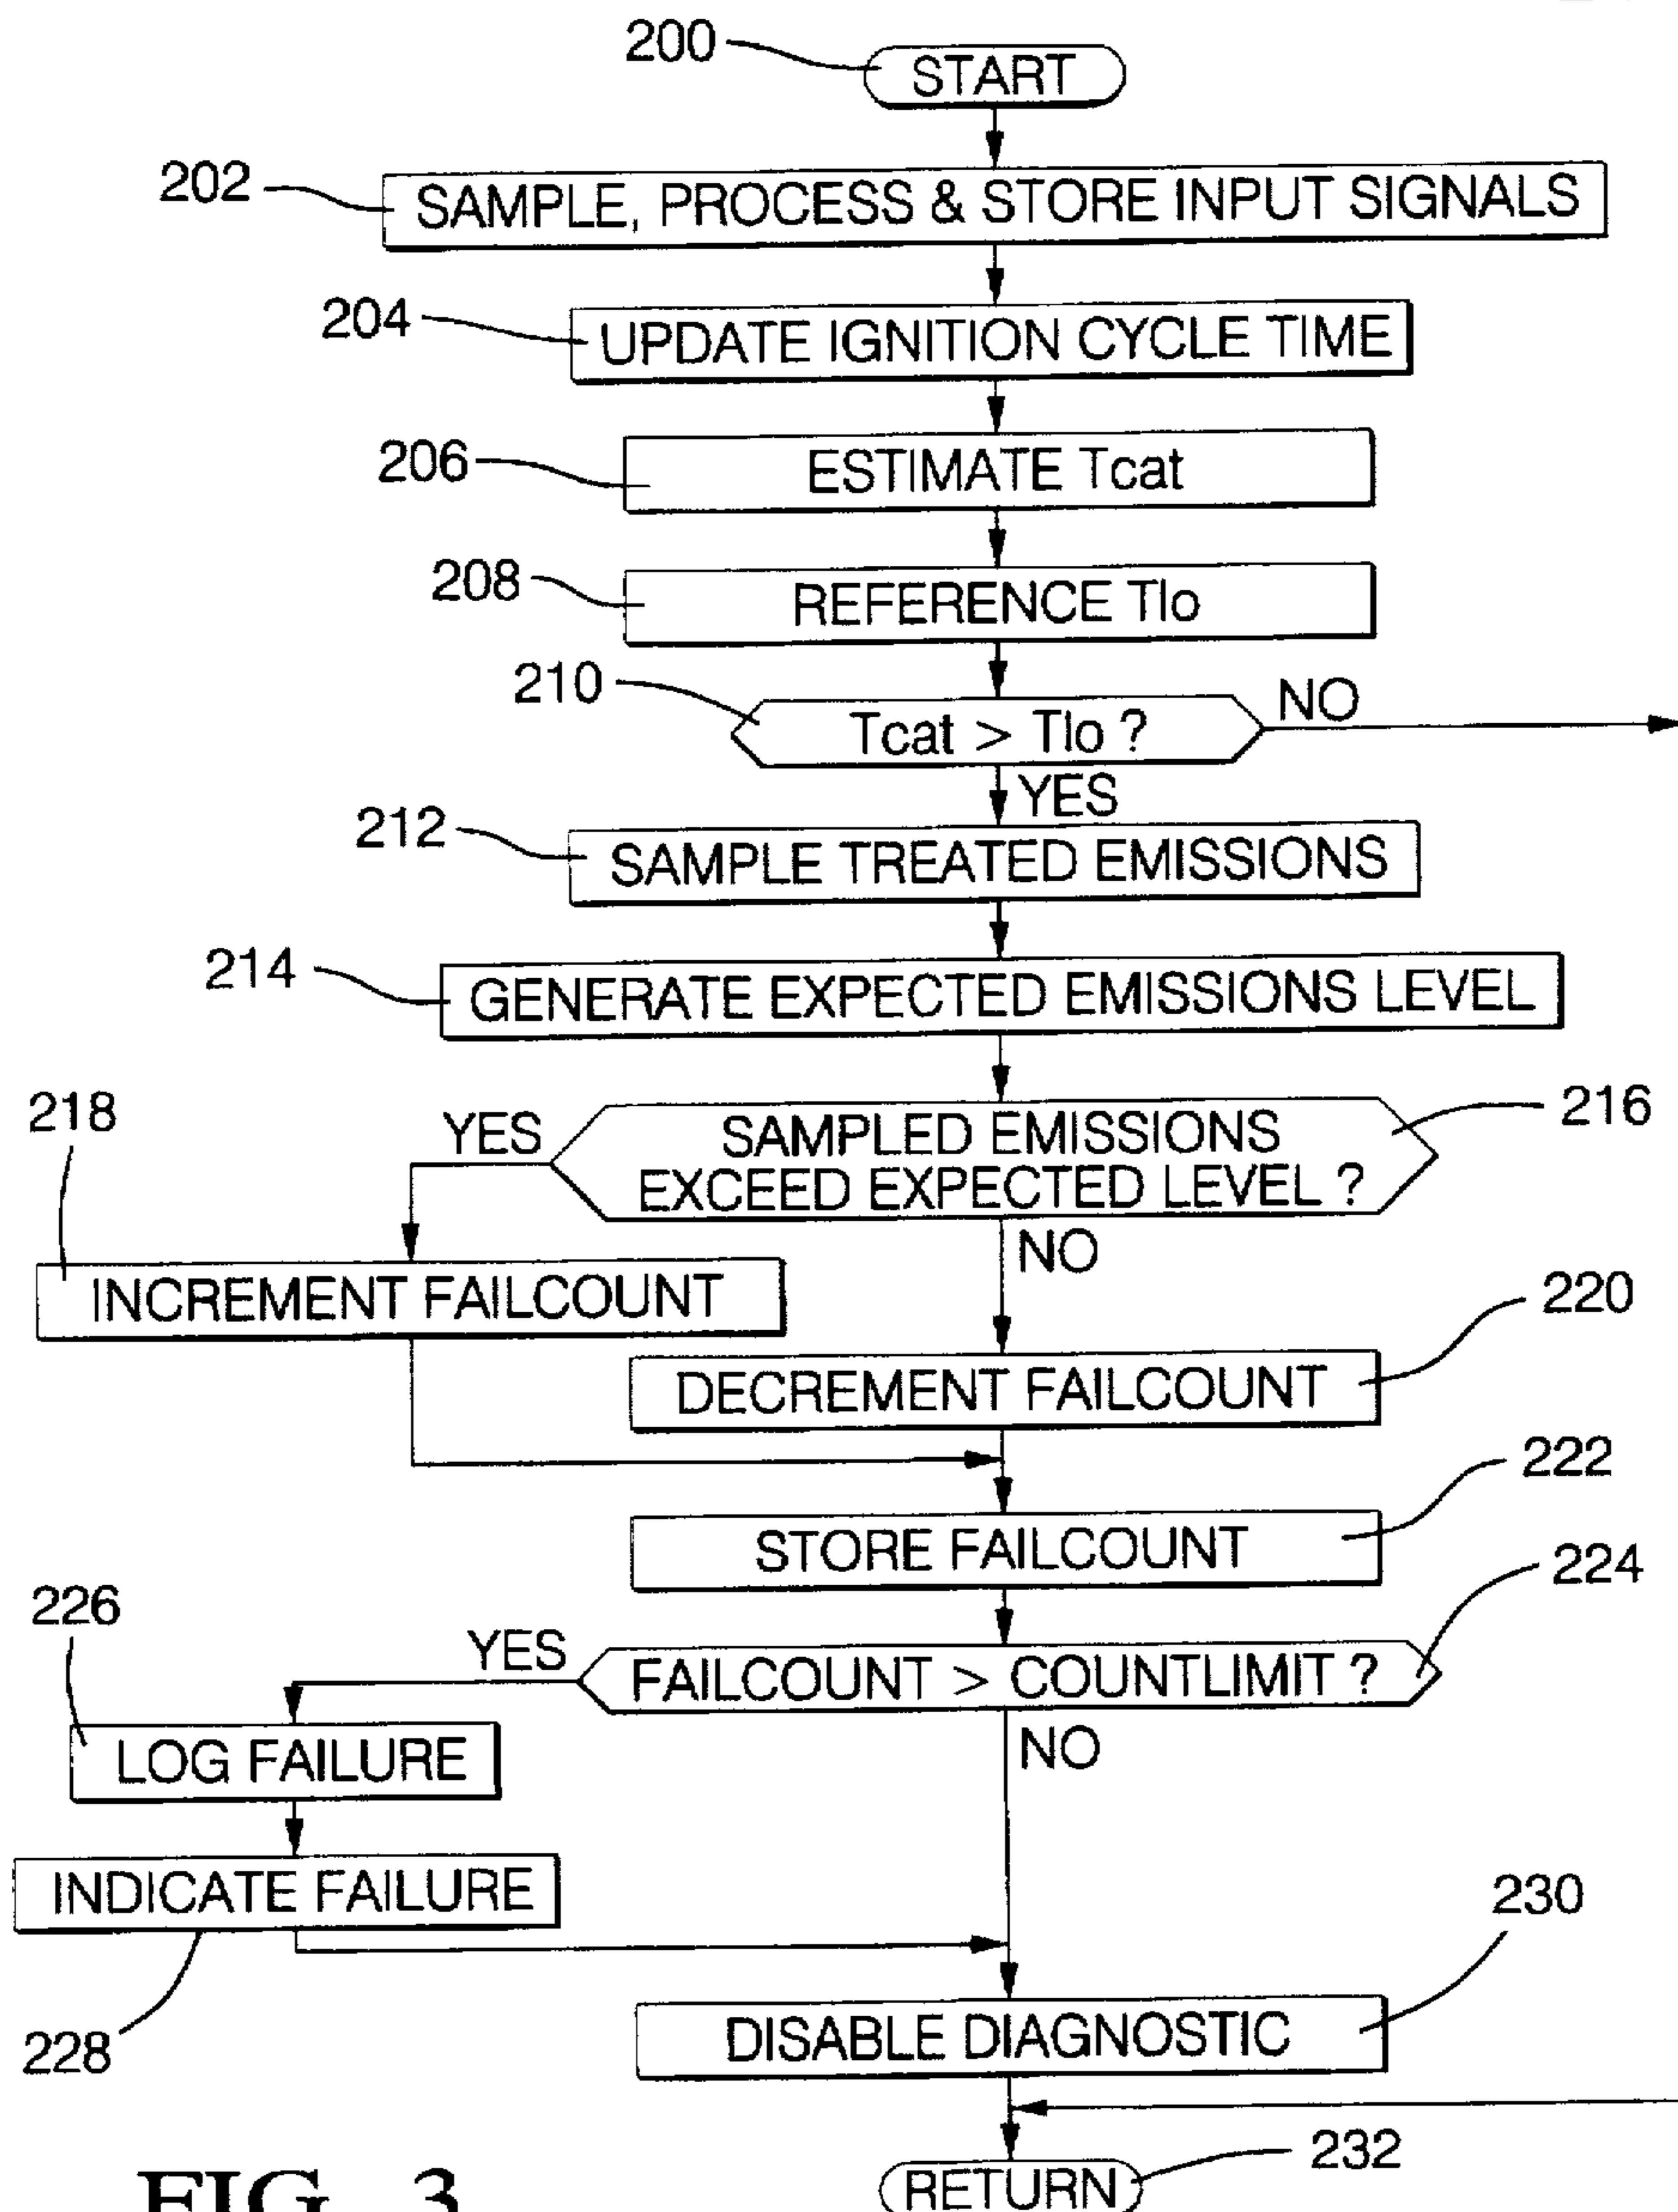 200
START
202
SAMPLE, PROCESS & STORE INPUT SIGNALS
204
UPDATE IGNITION CYCLE TIME
206
ESTIMATE Tcat
208
REFERENCE Tlo
210
Tcat > Tlo ?
NO
YES
212
SAMPLE TREATED EMISSIONS
214
GENERATE EXPECTED EMISSIONS LEVEL
216
SAMPLED EMISSIONS
EXCEED EXPECTED LEVEL ?
YES
218
NO
INCREMENT FAILCOUNT
220
DECREMENT FAILCOUNT
222
STORE FAILCOUNT
224
FAILCOUNT > COUNTLIMIT ?
YES
226
NO
LOG FAILURE
INDICATE FAILURE
228
230
DISABLE DIAGNOSTIC
232
RETURN
FIG. 3